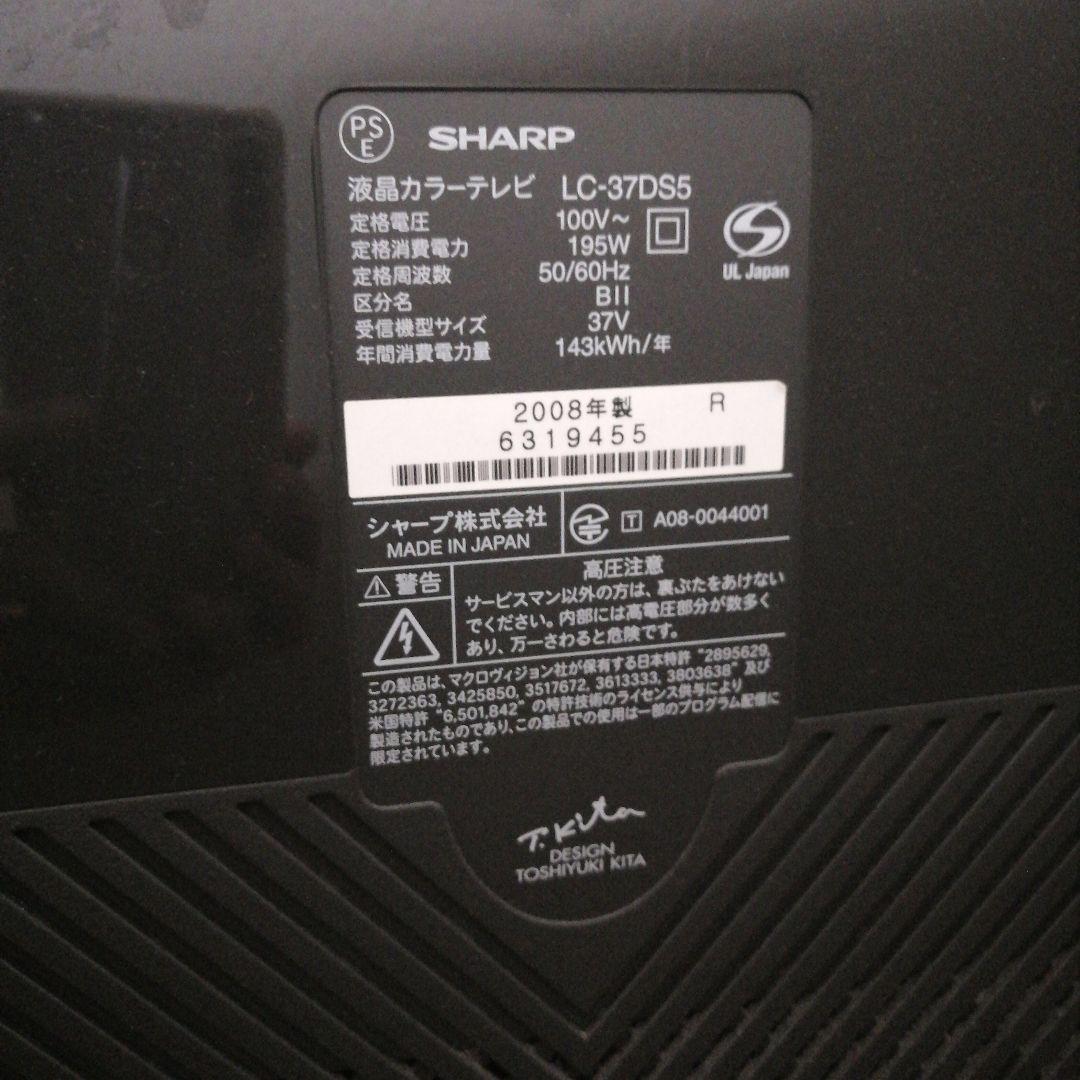 PS
E
SHARP
液晶カラーテレビ LC-37DS5
定格電圧 100V～
定格消費電力 195W
定格周波数 50/60Hz
区分名 BII
受信機型サイズ 37V
年間消費電力量 143kWh/年
UL Japan
2008年製 R
6319455
シャープ株式会社
MADE IN JAPAN
T A08-0044001
警告
高圧注意
サービスマン以外の方は、裏ぶたをあけない
でください。内部には高電圧部分が数多く
あり、万一さわると危険です。
この製品は、マクロヴィジョン社が保有する日本特許 "2895629,
3272363, 3425850, 3517672, 3613333, 3803638" 及び
米国特許 "6,501,842" の特許技術のライセンス供与により
製造されたものであり、この製品での使用は一部のプログラム配信に
限定されています。
T.Kita
DESIGN
TOSHIYUKI KITA